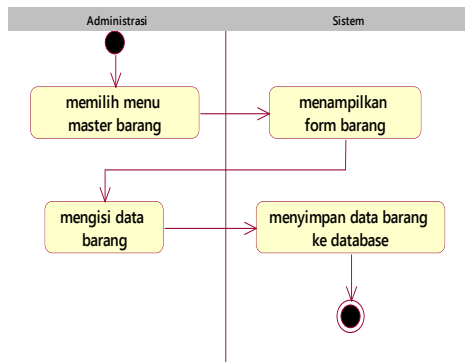 Administrasi
Sistem
memilih menu
master barang
menampilkan
form barang
mengisi data
barang
menyimpan data barang
ke database